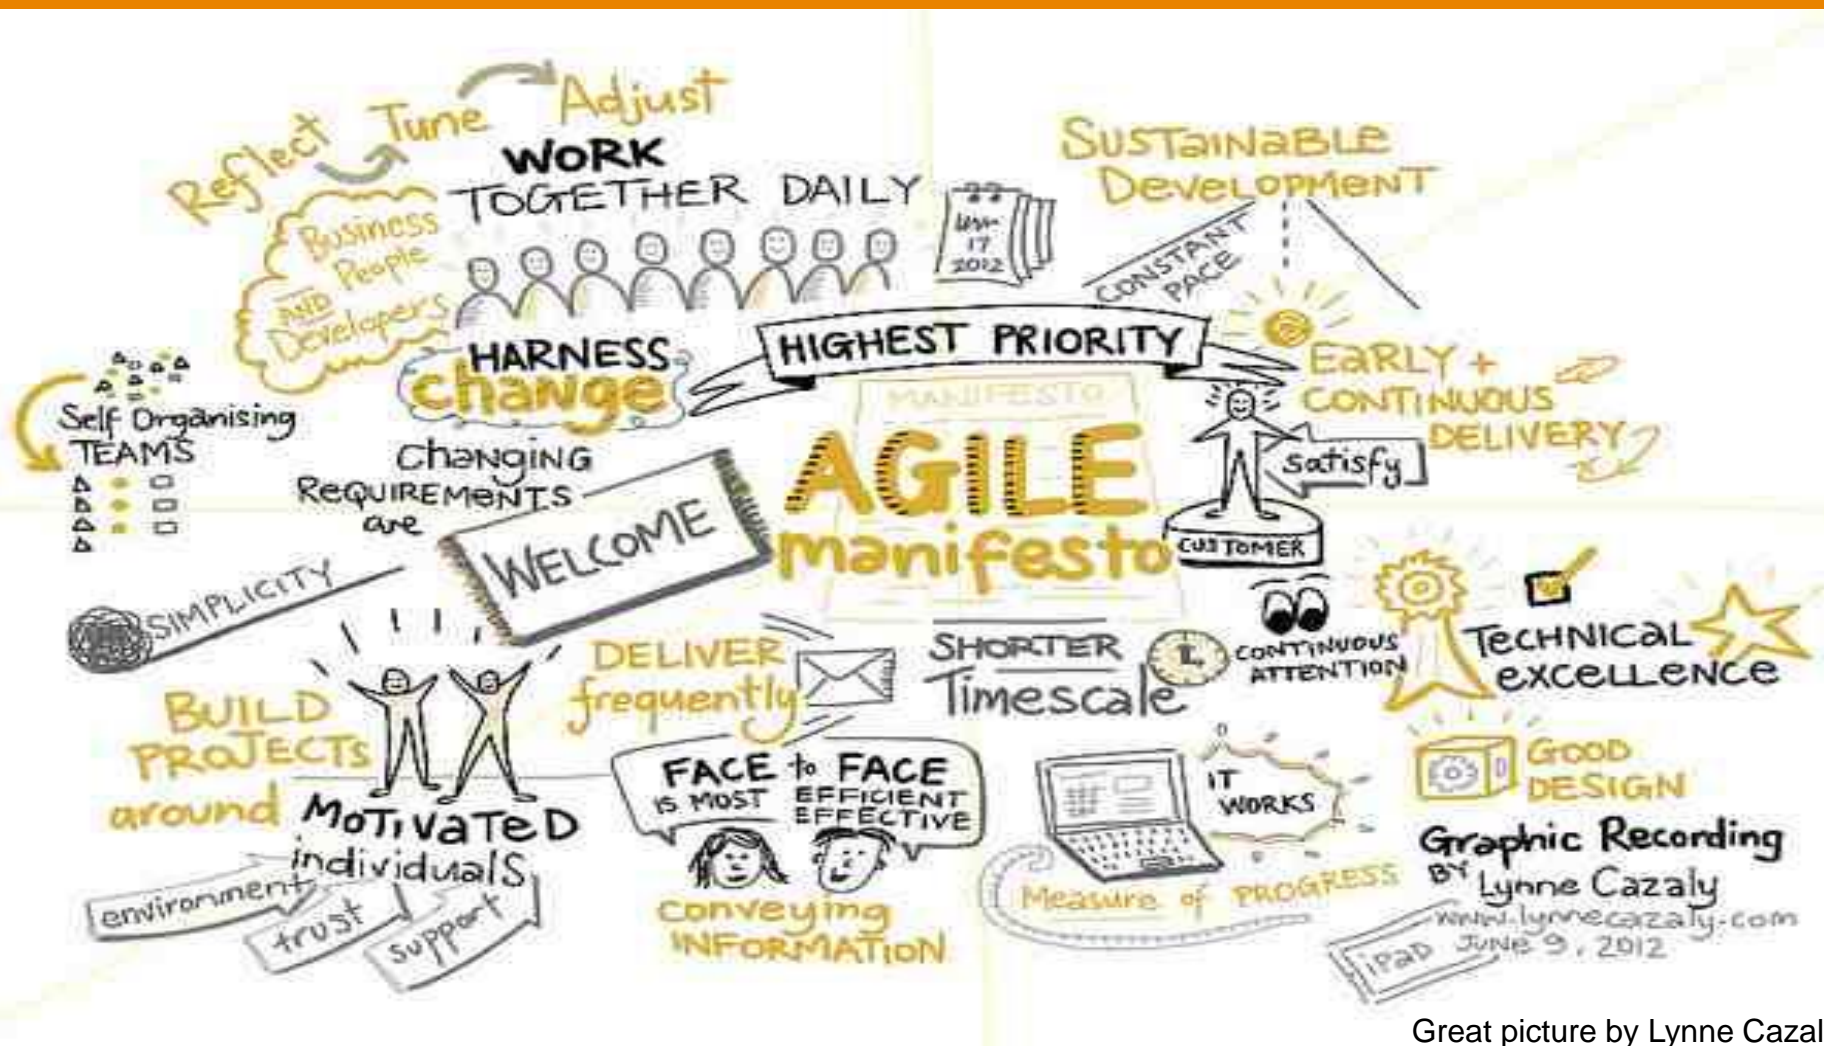 Reflect Tune Adjust
WORK
TOGETHER DAILY
Business
People
AND
Developers
17
2012
SUSTAINABLE
DEVELOPMENT
CONSTANT
PACE
HARNESS
change
HIGHEST PRIORITY
EARLY +
CONTINUOUS
DELIVERY
Self Organising
TEAMS
CHANGING
REQUIREMENTS
are
WELCOME
MANIFESTO
AGILE
manifesto
satisfy
CUSTOMER
SIMPLICITY
DELIVER
frequently
SHORTER
Timescale
CONTINUOUS
ATTENTION
TECHNICAL
EXCELLENCE
BUILD
PROJECTS
around
MOTIVATED
individuals
environment
trust
support
FACE to FACE
IS MOST EFFICIENT
EFFECTIVE
conveying
INFORMATION
IT
WORKS
Measure of PROGRESS
GOOD
DESIGN
Graphic Recording
BY Lynne Cazaly
www.lynnecazaly.com
iPad JUNE 9, 2012
Great picture by Lynne Cazal